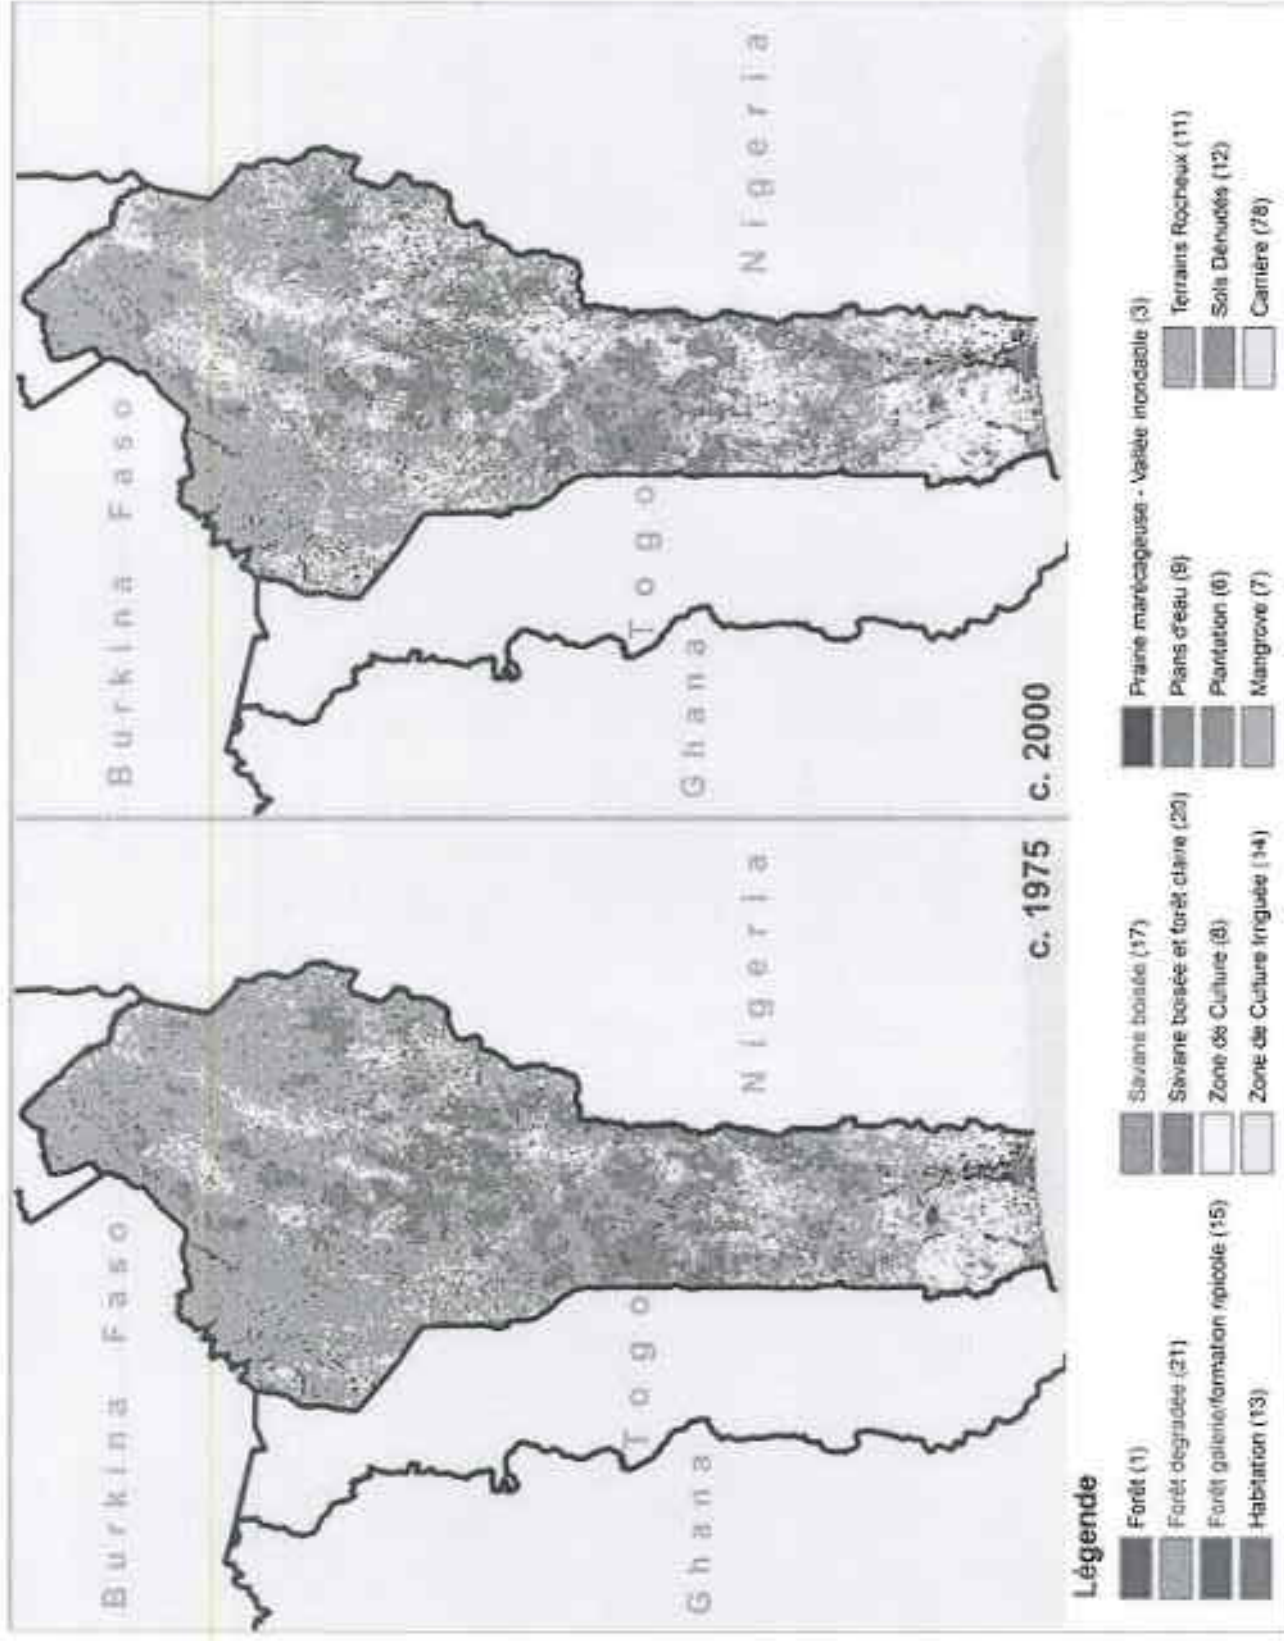 Burkina Faso
Nigeria
Togo
Ghana
c. 1975
Burkina Faso
Nigeria
Togo
Ghana
c. 2000
Légende
Forêt (1)
Forêt dégradée (21)
Forêt galerie/formation ripicole (15)
Habitation (13)
Savane boisée (17)
Savane boisée et forêt claire (20)
Zone de Culture (8)
Zone de Culture Irriguée (14)
Prairie marécageuse - Vallée inondable (3)
Plans d'eau (9)
Plantation (6)
Mangrove (7)
Terrains Rocheux (11)
Sols Dénudés (12)
Carrière (78)